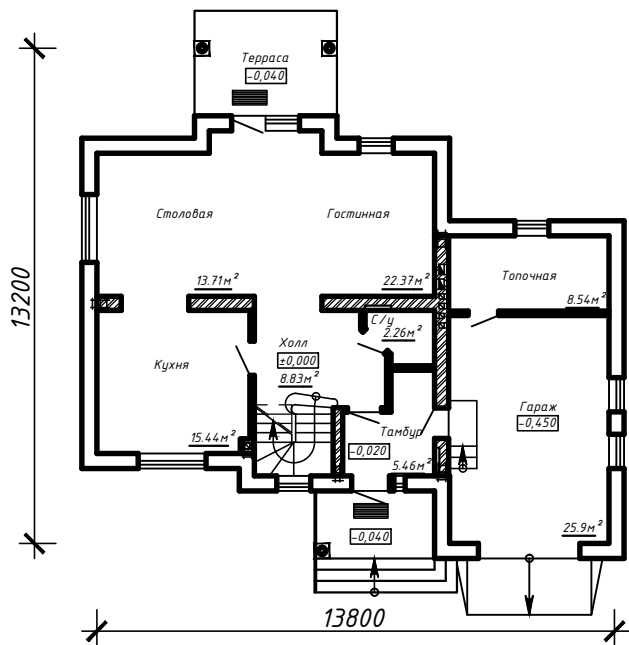 Терраса
-0,040
Столовая
Гостинная
13.71м²
22.37м²
Топочная
8.54м²
С/у
2.26м²
Холл
±0,000
8.83м²
Кухня
15.44м²
Тамбур
-0,020
5.46м²
Гараж
-0,450
25.9м²
-0,040
13200
13800